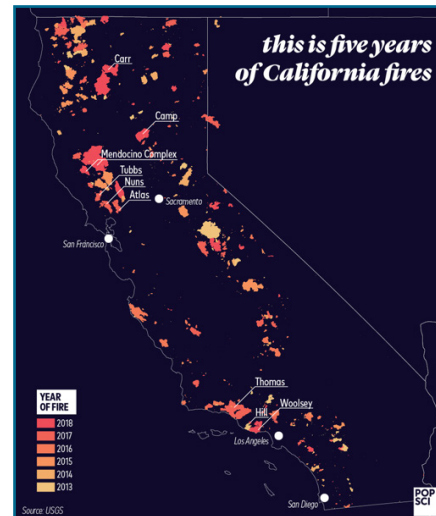 this is five years
of California fires
Carr
Camp
Mendocino Complex
Tubbs
Nuns
Atlas
Sacramento
San Francisco
Thomas
Woolsey
Hill
Los Angeles
San Diego
YEAR
OF FIRE
2018
2017
2016
2015
2014
2013
Source: USGS
POP
SCI